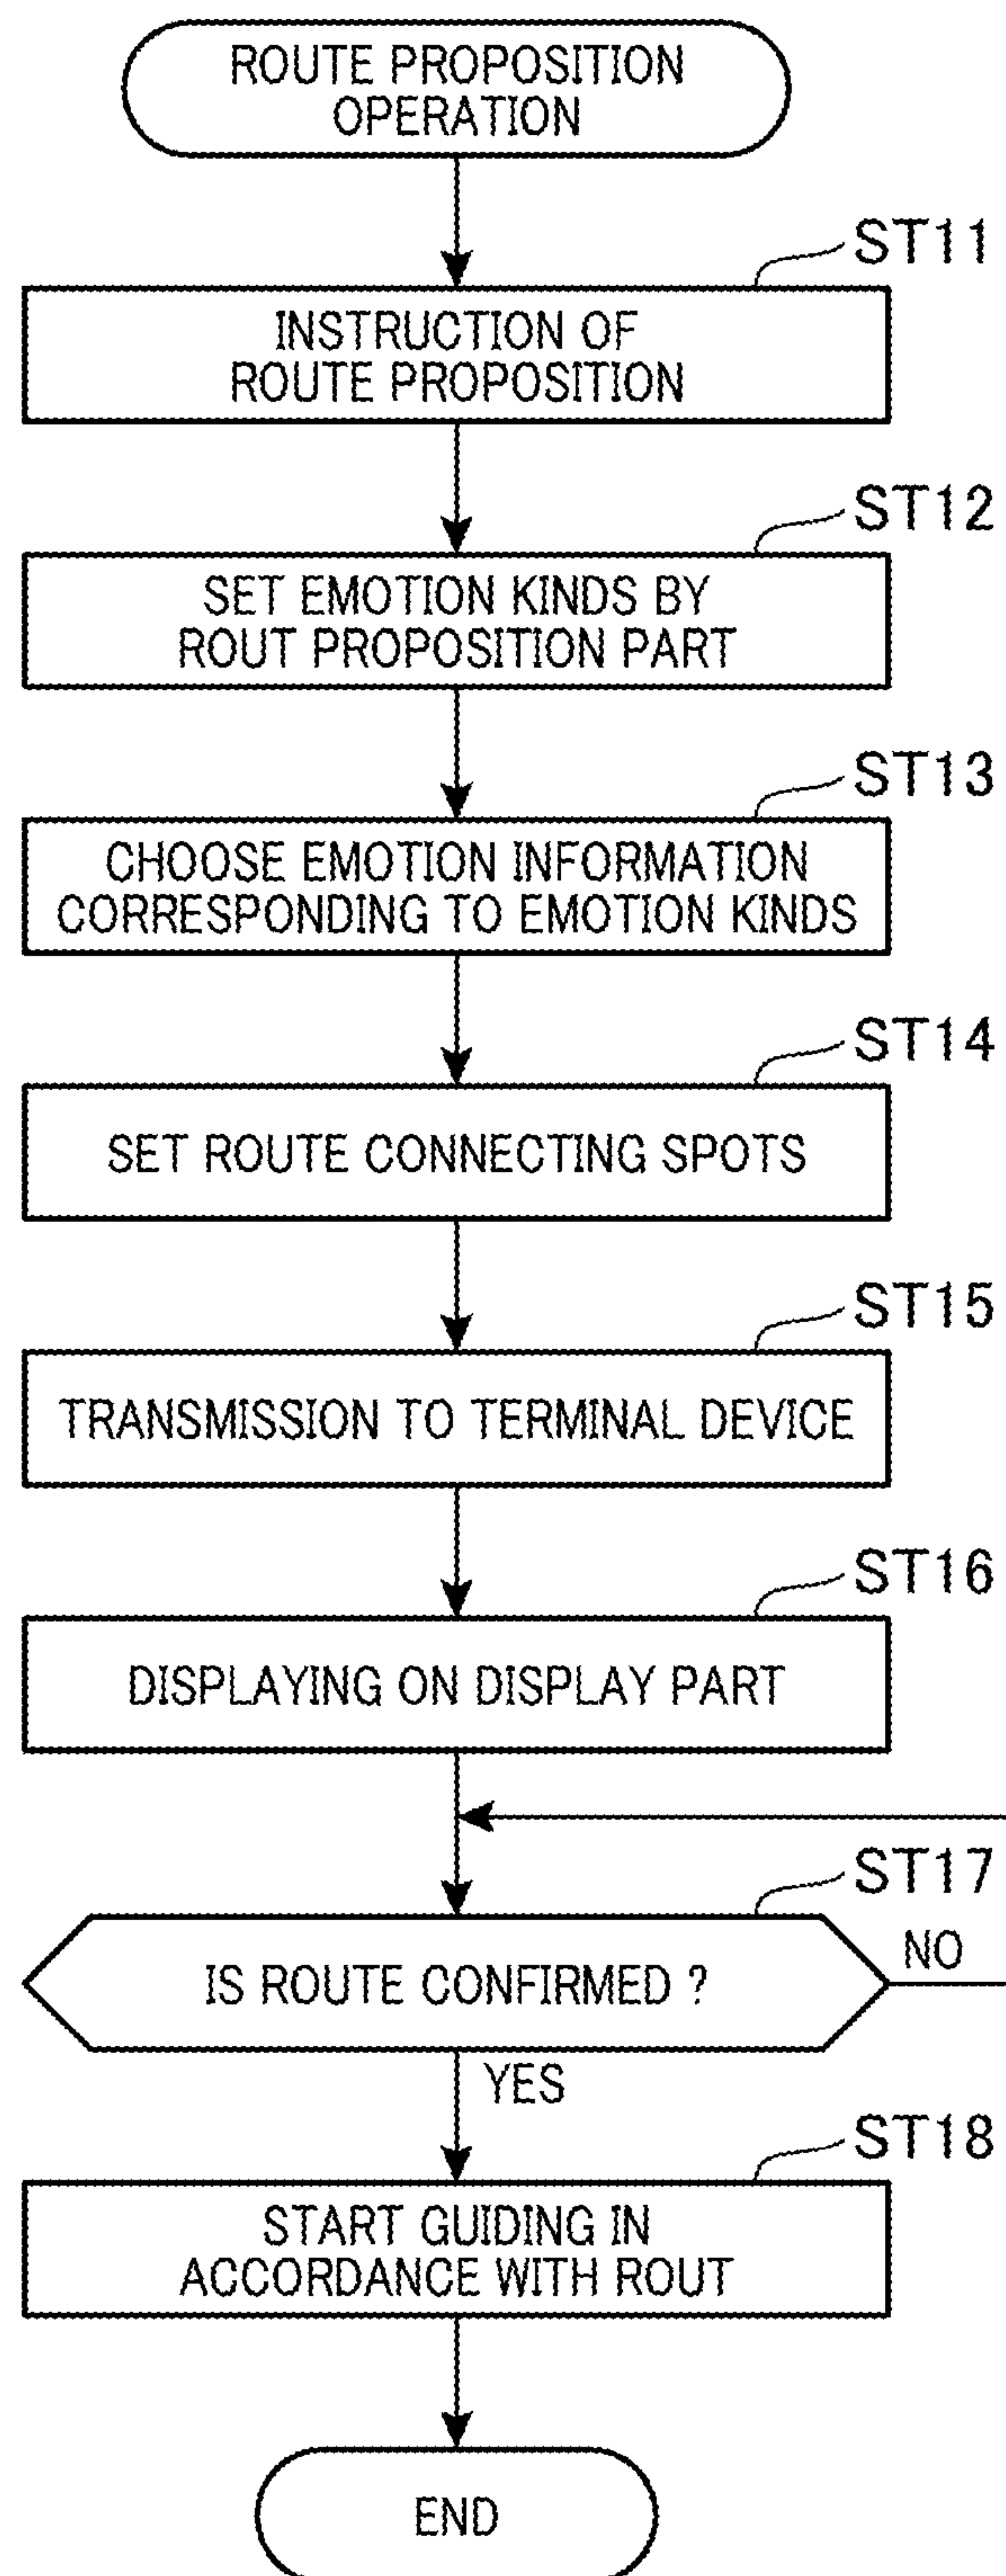 ROUTE PROPOSITION
OPERATION
ST11
INSTRUCTION OF
ROUTE PROPOSITION
ST12
SET EMOTION KINDS BY
ROUT PROPOSITION PART
ST13
CHOOSE EMOTION INFORMATION
CORRESPONDING TO EMOTION KINDS
ST14
SET ROUTE CONNECTING SPOTS
ST15
TRANSMISSION TO TERMINAL DEVICE
ST16
DISPLAYING ON DISPLAY PART
ST17
IS ROUTE CONFIRMED ?
NO
YES
ST18
START GUIDING IN
ACCORDANCE WITH ROUT
END